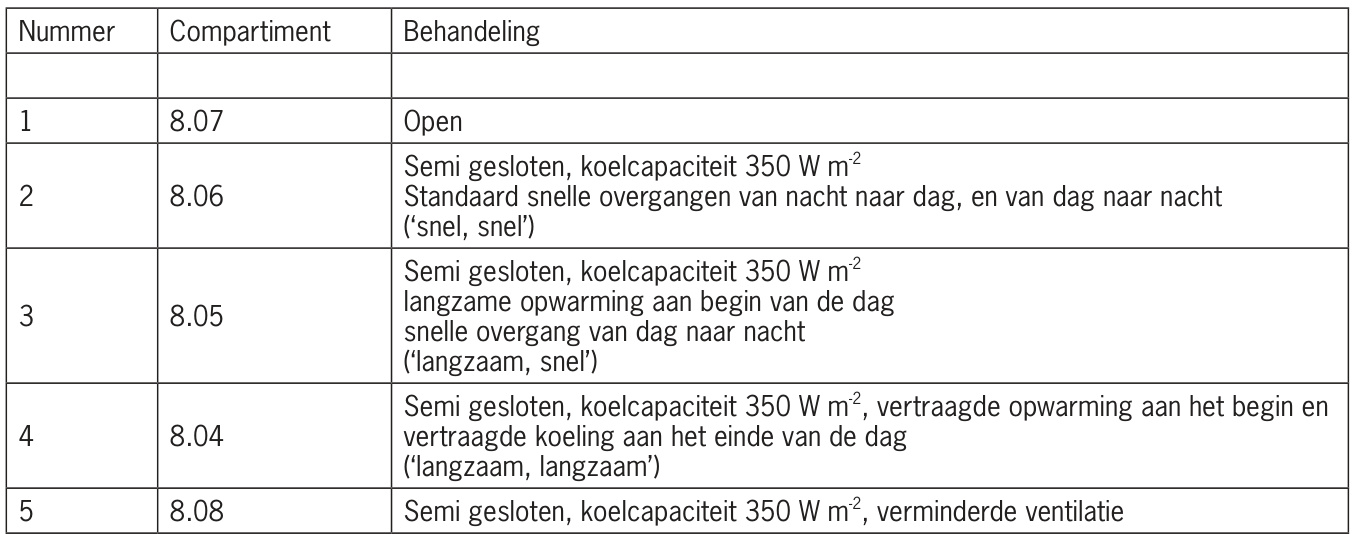 Nummer Compartiment Behandeling
1 8.07 Open
Semi gesloten, koelcapaciteit 350 W m-2
2 8.06 Standaard snelle overgangen van nacht naar dag, en van dag naar nacht
(‘snel, snel’)
Semi gesloten, koelcapaciteit 350 W m-2
langzame opwarming aan begin van de dag
3 8.05 snelle overgang van dag naar nacht
(‘langzaam, snel’)
Semi gesloten, koelcapaciteit 350 W m-2, vertraagde opwarming aan het begin en
4 8.04 vertraagde koeling aan het einde van de dag
(‘langzaam, langzaam’)
5 8.08 Semi gesloten, koelcapaciteit 350 W m-2, verminderde ventilatie